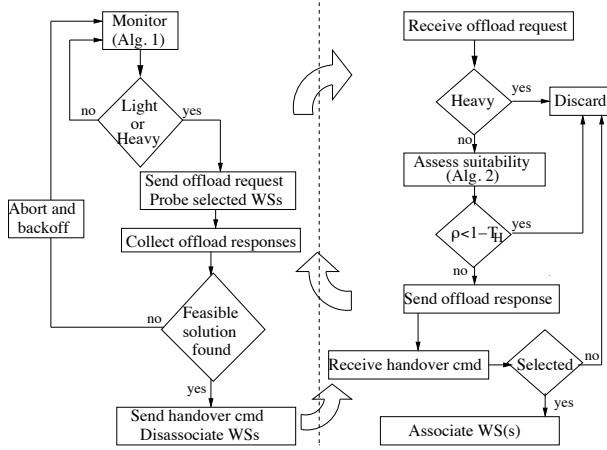 Monitor
(Alg. 1)
Light
or
Heavy
no
yes
Send offload request
Probe selected WSs
Abort and
backoff
Collect offload responses
Feasible
solution
found
no
yes
Send handover cmd
Disassociate WSs
Receive offload request
Heavy
yes
Discard
no
Assess suitability
(Alg. 2)
ρ<1−T_H
yes
no
Send offload response
Receive handover cmd
Selected
no
yes
Associate WS(s)